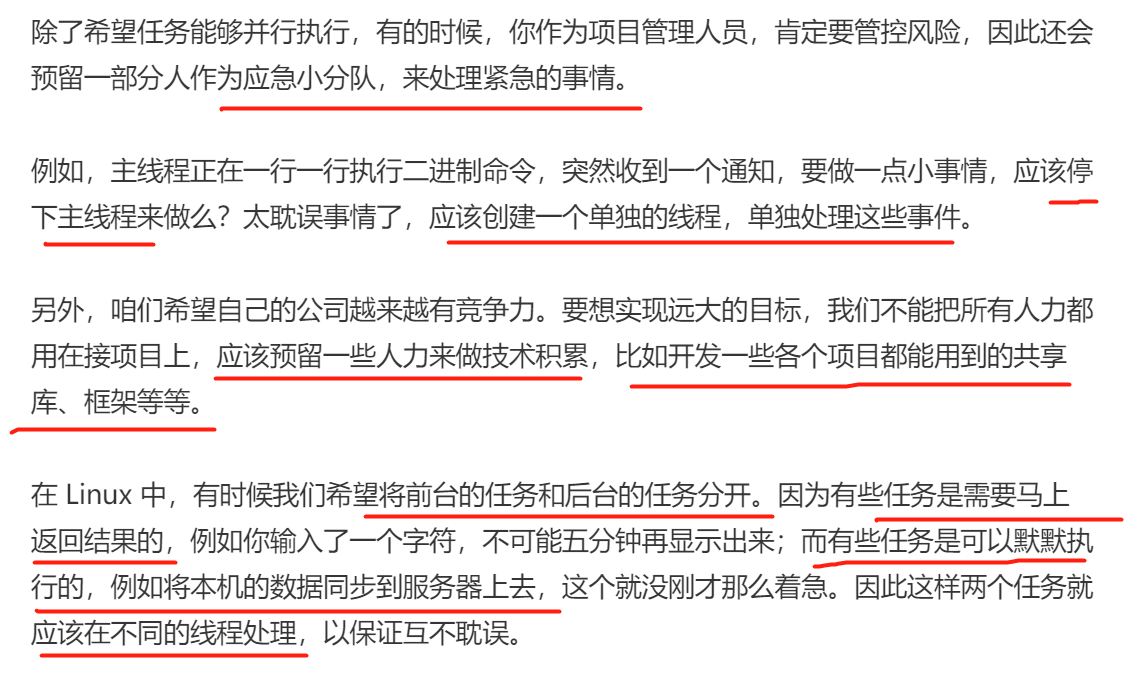 除了希望任务能够并行执行，有的时候，你作为项目管理人员，肯定要管控风险，因此还会
预留一部分人作为应急小分队，来处理紧急的事情。
例如，主线程正在一行一行执行二进制命令，突然收到一个通知，要做一点小事情，应该停
下主线程来做么？太耽误事情了，应该创建一个单独的线程，单独处理这些事件。
另外，咱们希望自己的公司越来越有竞争力。要想实现远大的目标，我们不能把所有人力都
用在接项目上，应该预留一些人力来做技术积累，比如开发一些各个项目都能用到的共享
库、框架等等。
在 Linux 中，有时候我们希望将前台的任务和后台的任务分开。因为有些任务是需要马上
返回结果的，例如你输入了一个字符，不可能五分钟再显示出来；而有些任务是可以默默执
行的，例如将本机的数据同步到服务器上去，这个就没刚才那么着急。因此这样两个任务就
应该在不同的线程处理，以保证互不耽误。